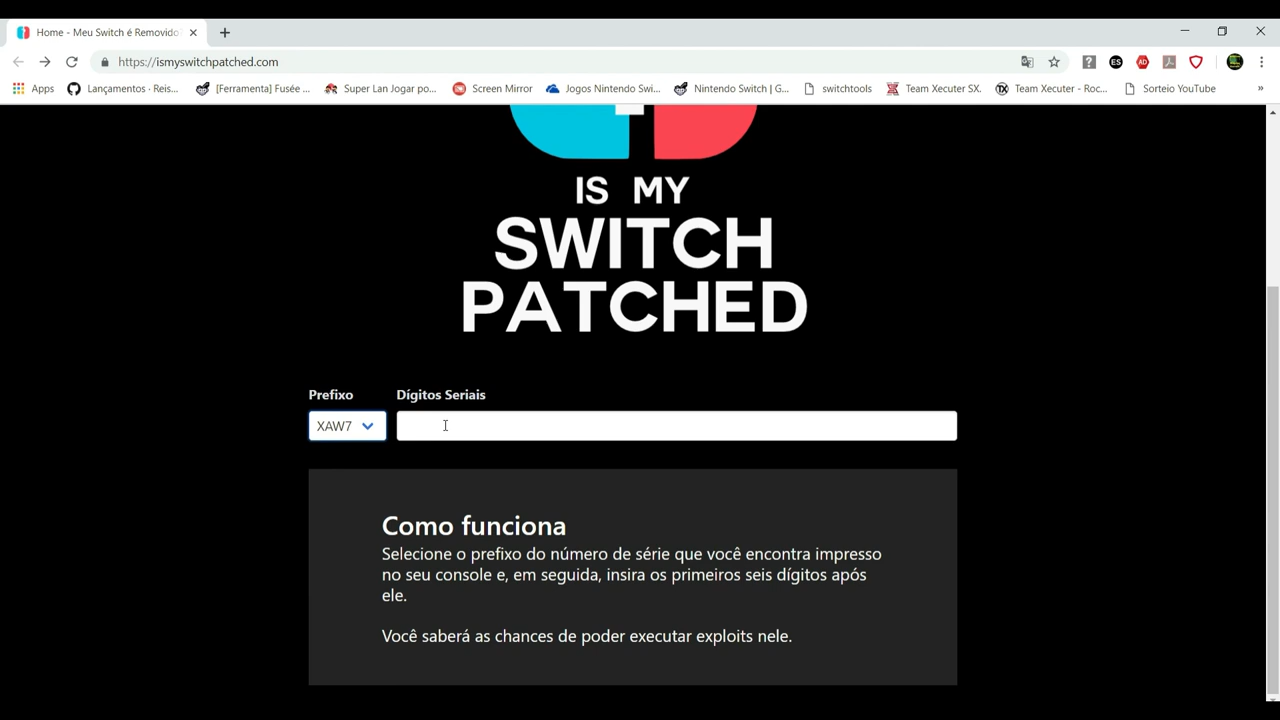 Home - Meu Switch é Removido
https://ismyswitchpatched.com
ES
AD
Apps
Lançamentos · Reis...
[Ferramenta] Fusée ...
Super Lan Jogar po...
Screen Mirror
Jogos Nintendo Swi...
Nintendo Switch | G...
switchtools
Team Xecuter SX.
Team Xecuter - Roc...
Sorteio YouTube
»
IS MY
SWITCH
PATCHED
Prefixo
Dígitos Seriais
XAW7
Como funciona
Selecione o prefixo do número de série que você encontra impresso
no seu console e, em seguida, insira os primeiros seis dígitos após
ele.
Você saberá as chances de poder executar exploits nele.